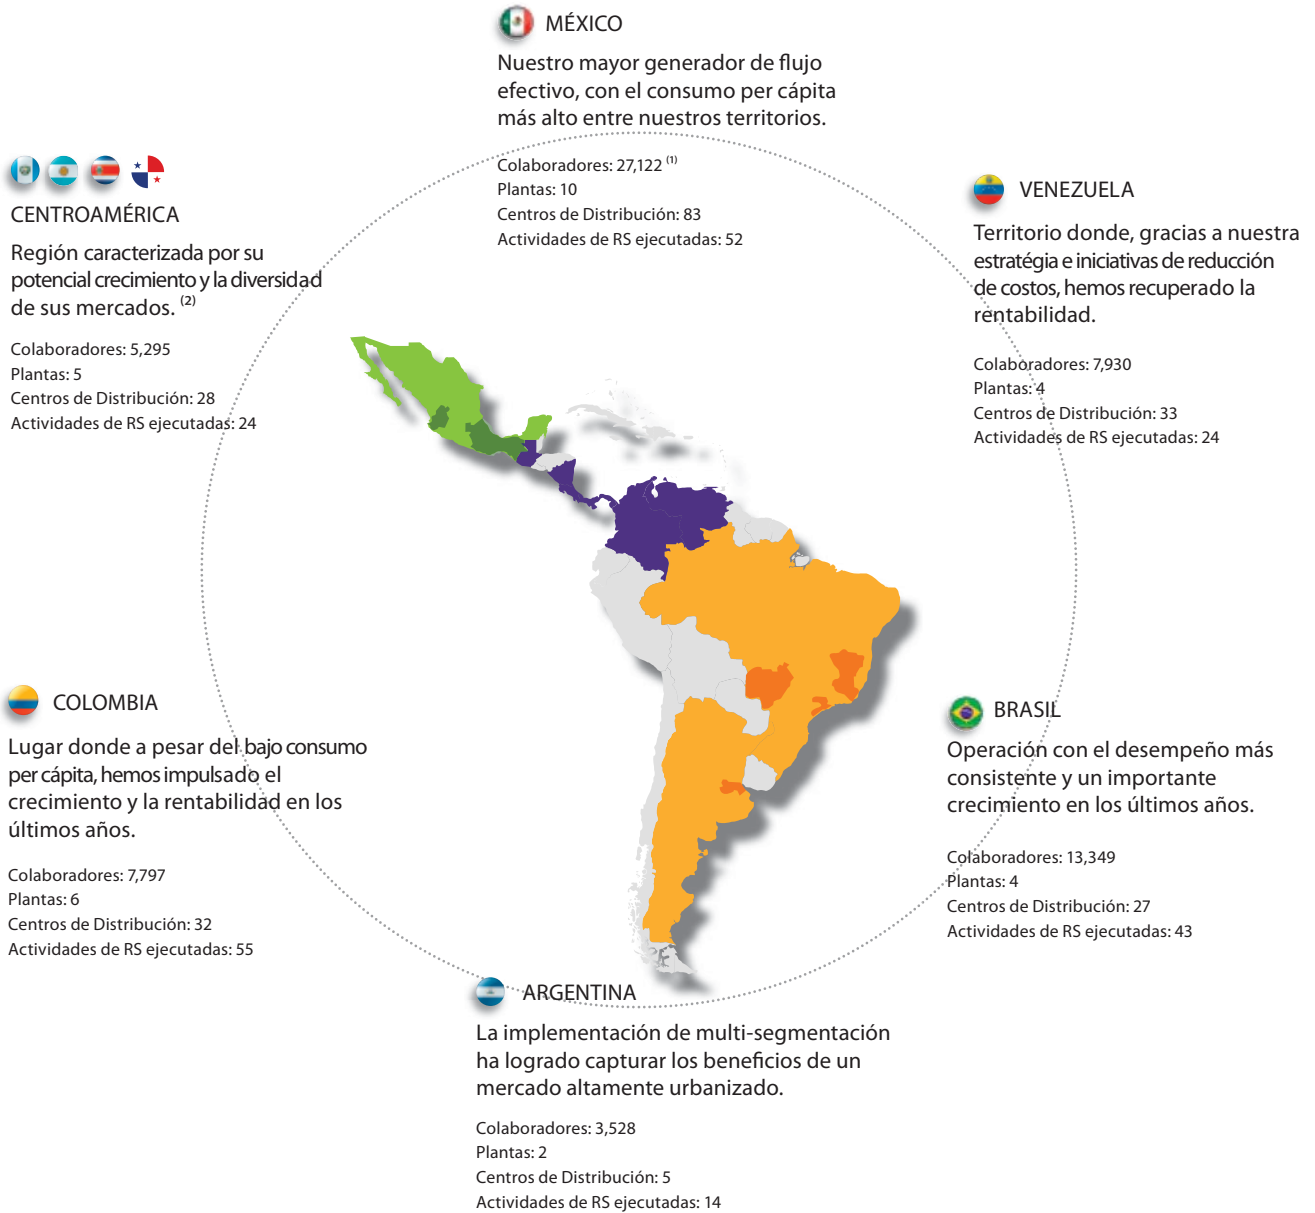 MÉXICO
Nuestro mayor generador de flujo
efectivo, con el consumo per cápita
más alto entre nuestros territorios.
Colaboradores: 27,122 (1)
Plantas: 10
Centros de Distribución: 83
Actividades de RS ejecutadas: 52
CENTROAMÉRICA
Región caracterizada por su
potencial crecimiento y la diversidad
de sus mercados. (2)
Colaboradores: 5,295
Plantas: 5
Centros de Distribución: 28
Actividades de RS ejecutadas: 24
VENEZUELA
Territorio donde, gracias a nuestra
estratégia e iniciativas de reducción
de costos, hemos recuperado la
rentabilidad.
Colaboradores: 7,930
Plantas: 4
Centros de Distribución: 33
Actividades de RS ejecutadas: 24
COLOMBIA
Lugar donde a pesar del bajo consumo
per cápita, hemos impulsado el
crecimiento y la rentabilidad en los
últimos años.
Colaboradores: 7,797
Plantas: 6
Centros de Distribución: 32
Actividades de RS ejecutadas: 55
BRASIL
Operación con el desempeño más
consistente y un importante
crecimiento en los últimos años.
Colaboradores: 13,349
Plantas: 4
Centros de Distribución: 27
Actividades de RS ejecutadas: 43
ARGENTINA
La implementación de multi-segmentación
ha logrado capturar los beneficios de un
mercado altamente urbanizado.
Colaboradores: 3,528
Plantas: 2
Centros de Distribución: 5
Actividades de RS ejecutadas: 14